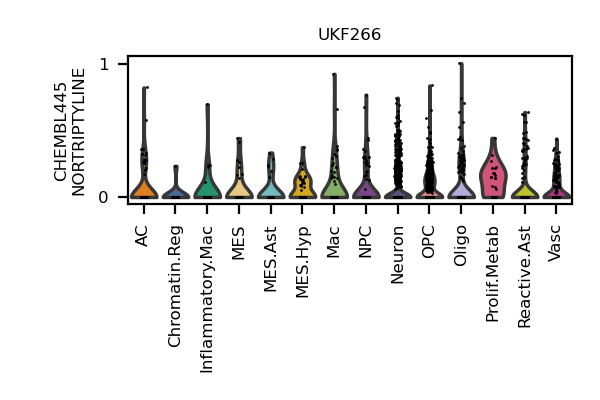 UKF266
CHEMBL445
NORTRIPTYLINE
1
0
AC
Chromatin.Reg
Inflammatory.Mac
MES
MES.Ast
MES.Hyp
Mac
NPC
Neuron
OPC
Oligo
Prolif.Metab
Reactive.Ast
Vasc